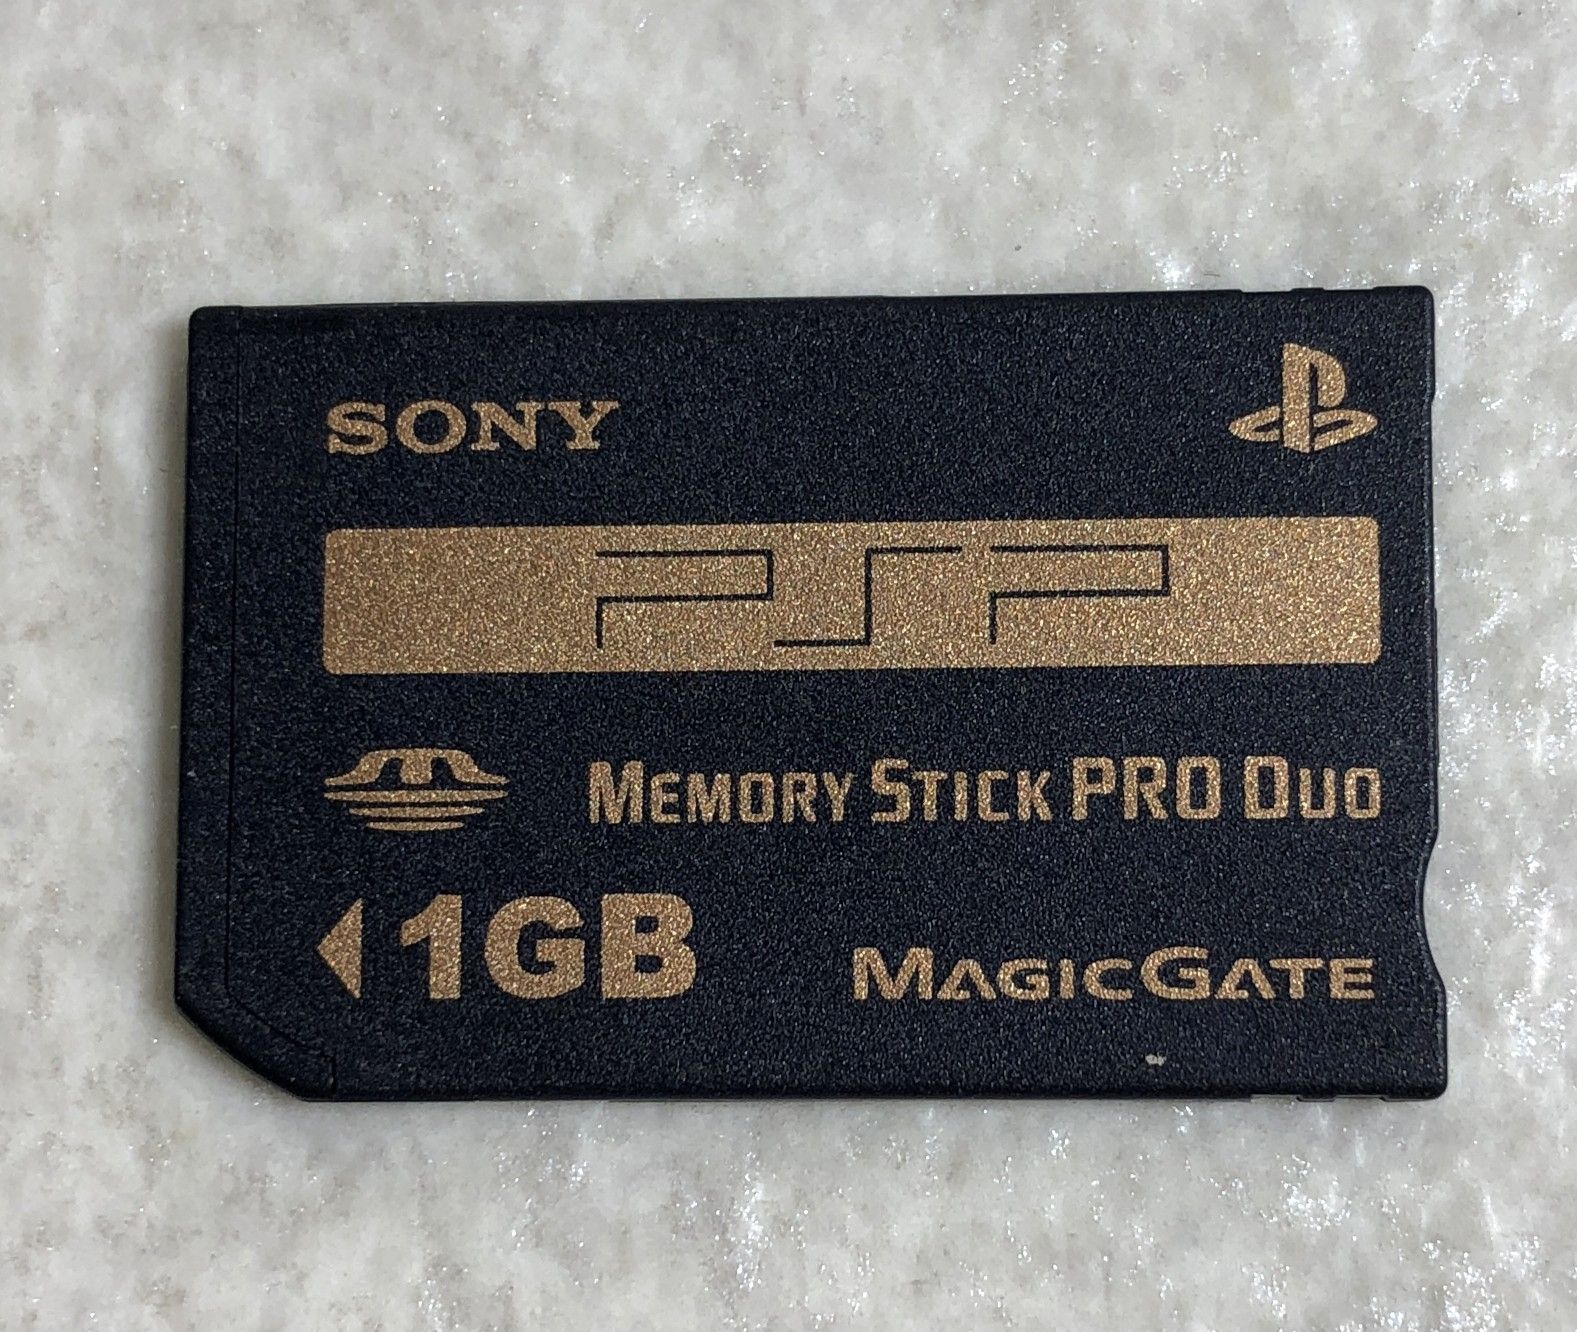 SONY
PSP
MEMORY STICK PRO DUO
1GB MAGICGATE